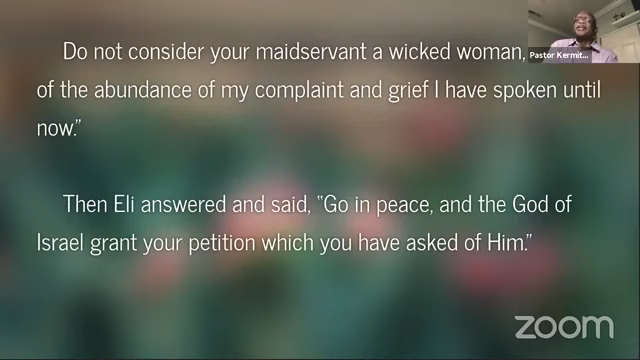 Do not consider your maidservant a wicked woman,
of the abundance of my complaint and grief I have spoken until
now."
Then Eli answered and said, "Go in peace, and the God of
Israel grant your petition which you have asked of Him."
Pastor Kermit...
zoom